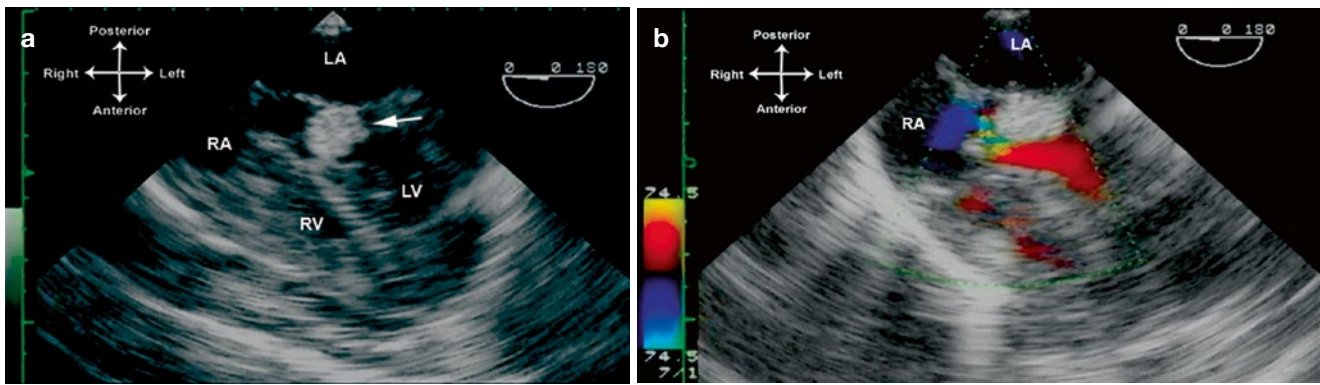 a
Posterior
Right
Left
Anterior
LA
0 0 180
RA
LV
RV
b
Posterior
Right
Left
Anterior
LA
0 0 180
RA
74.5
74.5
7/1